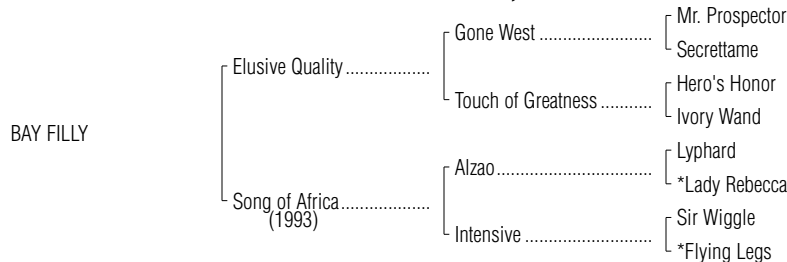 Mr. Prospector
Gone West ........................
Secrettame
Elusive Quality ..................
Hero's Honor
Touch of Greatness ...........
Ivory Wand
BAY FILLY
Lyphard
Alzao.................................
*Lady Rebecca
Song of Africa...................
(1993)
Sir Wiggle
Intensive ...........................
*Flying Legs